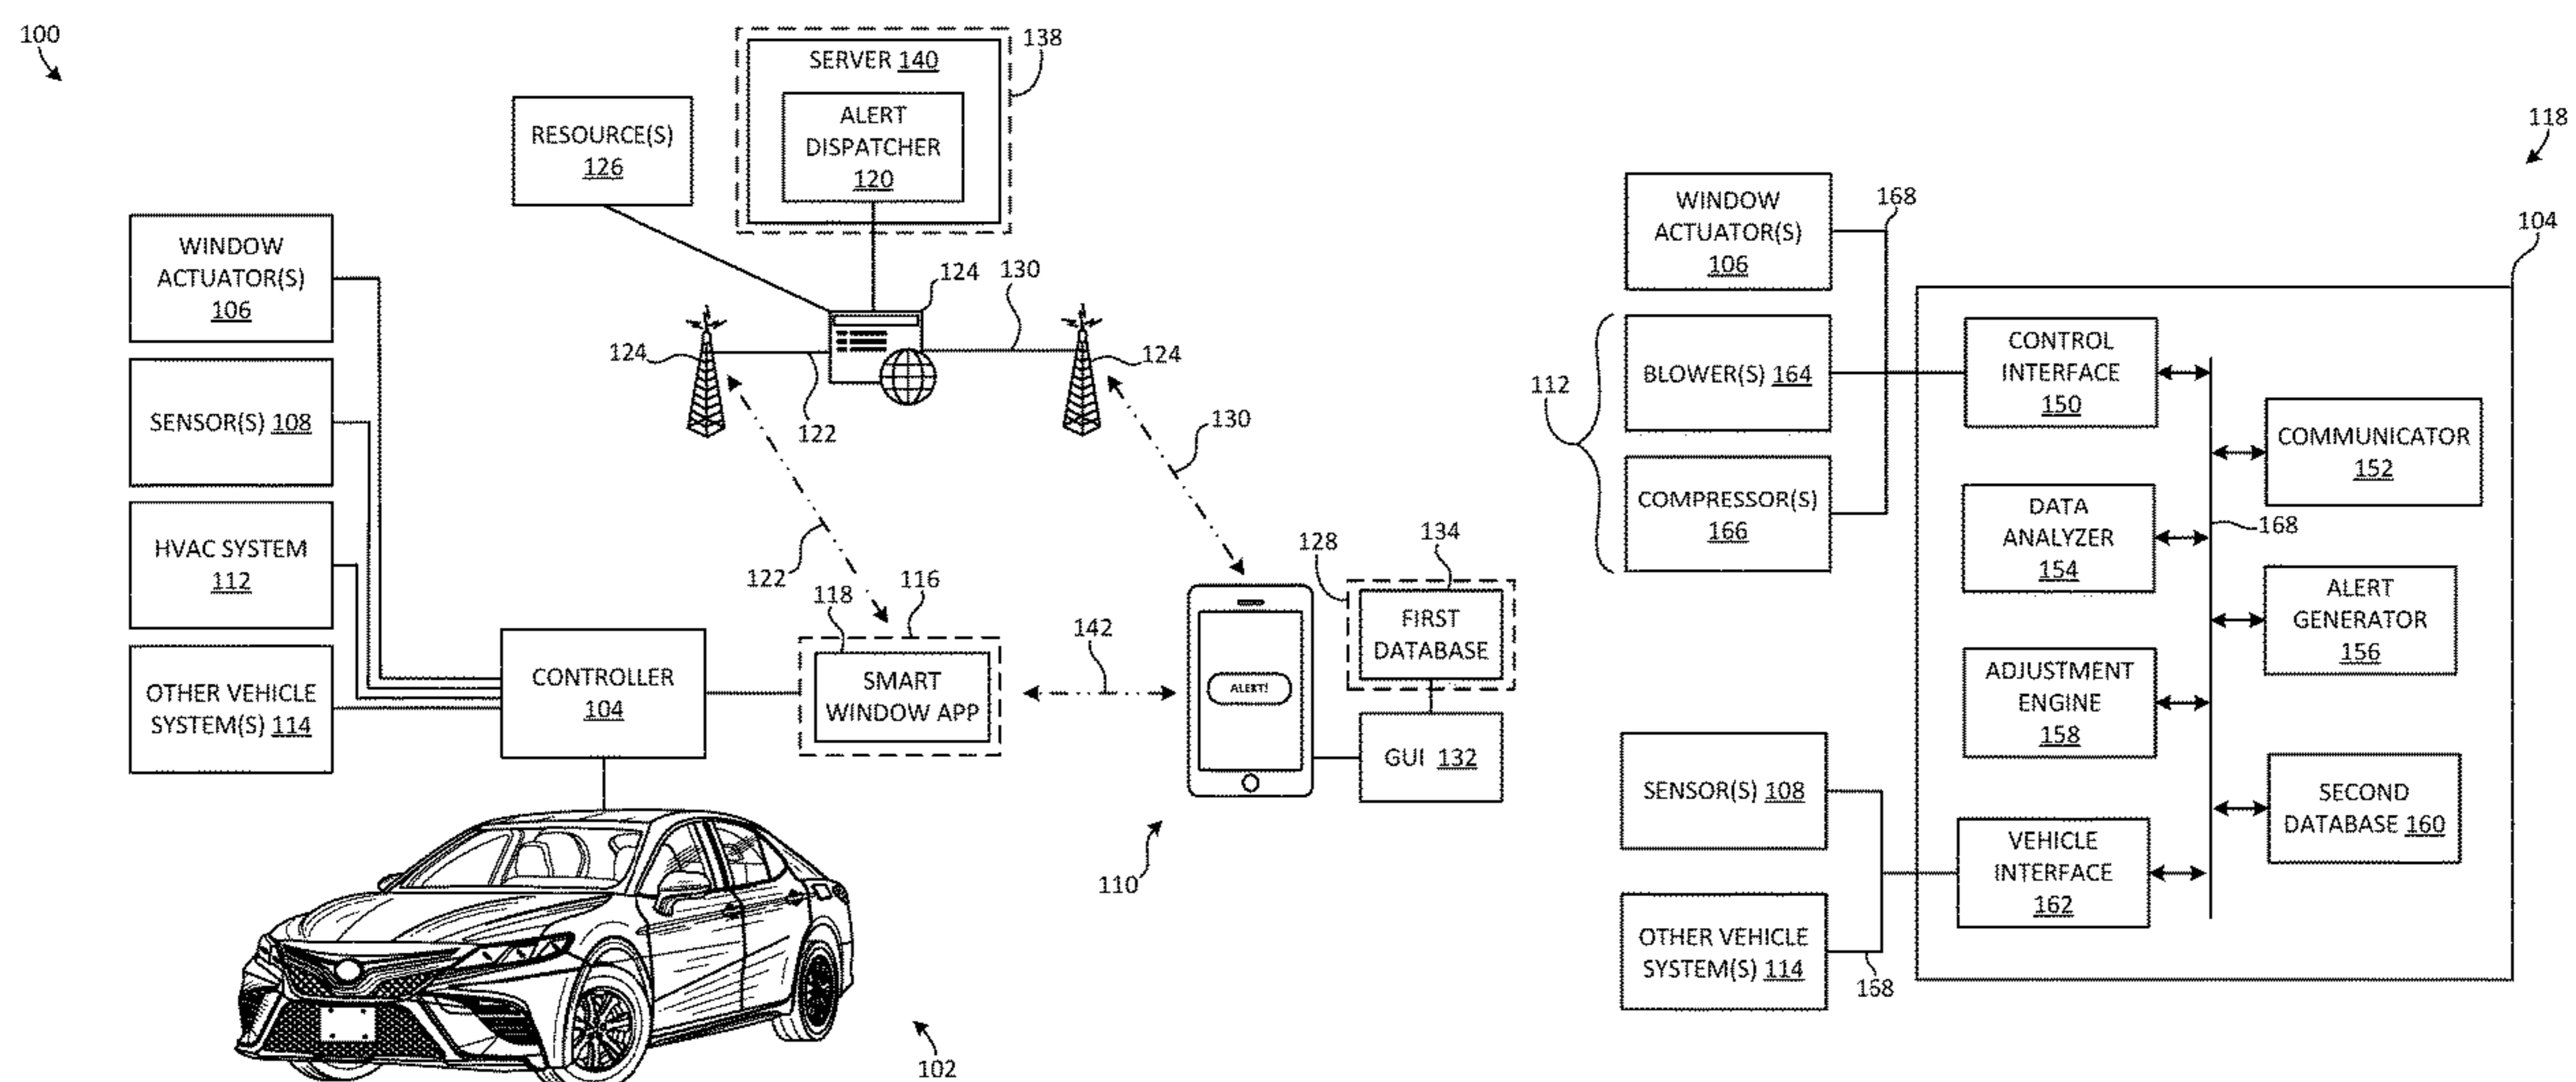 100
SERVER 140
138
ALERT
DISPATCHER
120
RESOURCE(S)
126
WINDOW
ACTUATOR(S)
106
SENSOR(S) 108
HVAC SYSTEM
112
OTHER VEHICLE
SYSTEM(S) 114
124
130
124
124
122
130
122
CONTROLLER
104
118
116
SMART
WINDOW APP
142
ALERT!
128
134
FIRST
DATABASE
GUI 132
110
102
118
104
WINDOW
ACTUATOR(S)
106
168
112
BLOWER(S) 164
COMPRESSOR(S)
166
SENSOR(S) 108
OTHER VEHICLE
SYSTEM(S) 114
168
CONTROL
INTERFACE
150
COMMUNICATOR
152
DATA
ANALYZER
154
168
ALERT
GENERATOR
156
ADJUSTMENT
ENGINE
158
SECOND
DATABASE 160
VEHICLE
INTERFACE
162